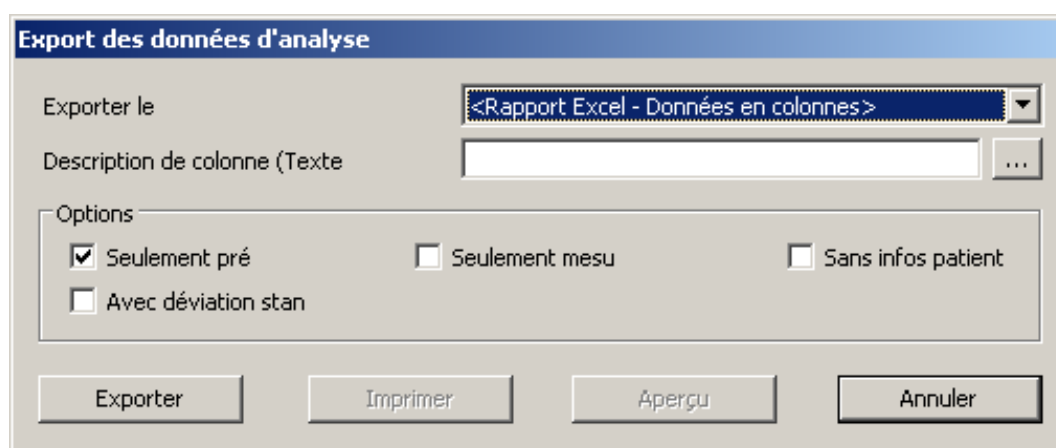 Export des données d'analyse
Exporter le <Rapport Excel - Données en colonnes>
Description de colonne (Texte ...
Options
Seulement pré Seulement mesu Sans infos patient
Avec déviation stan
Exporter Imprimer Aperçu Annuler